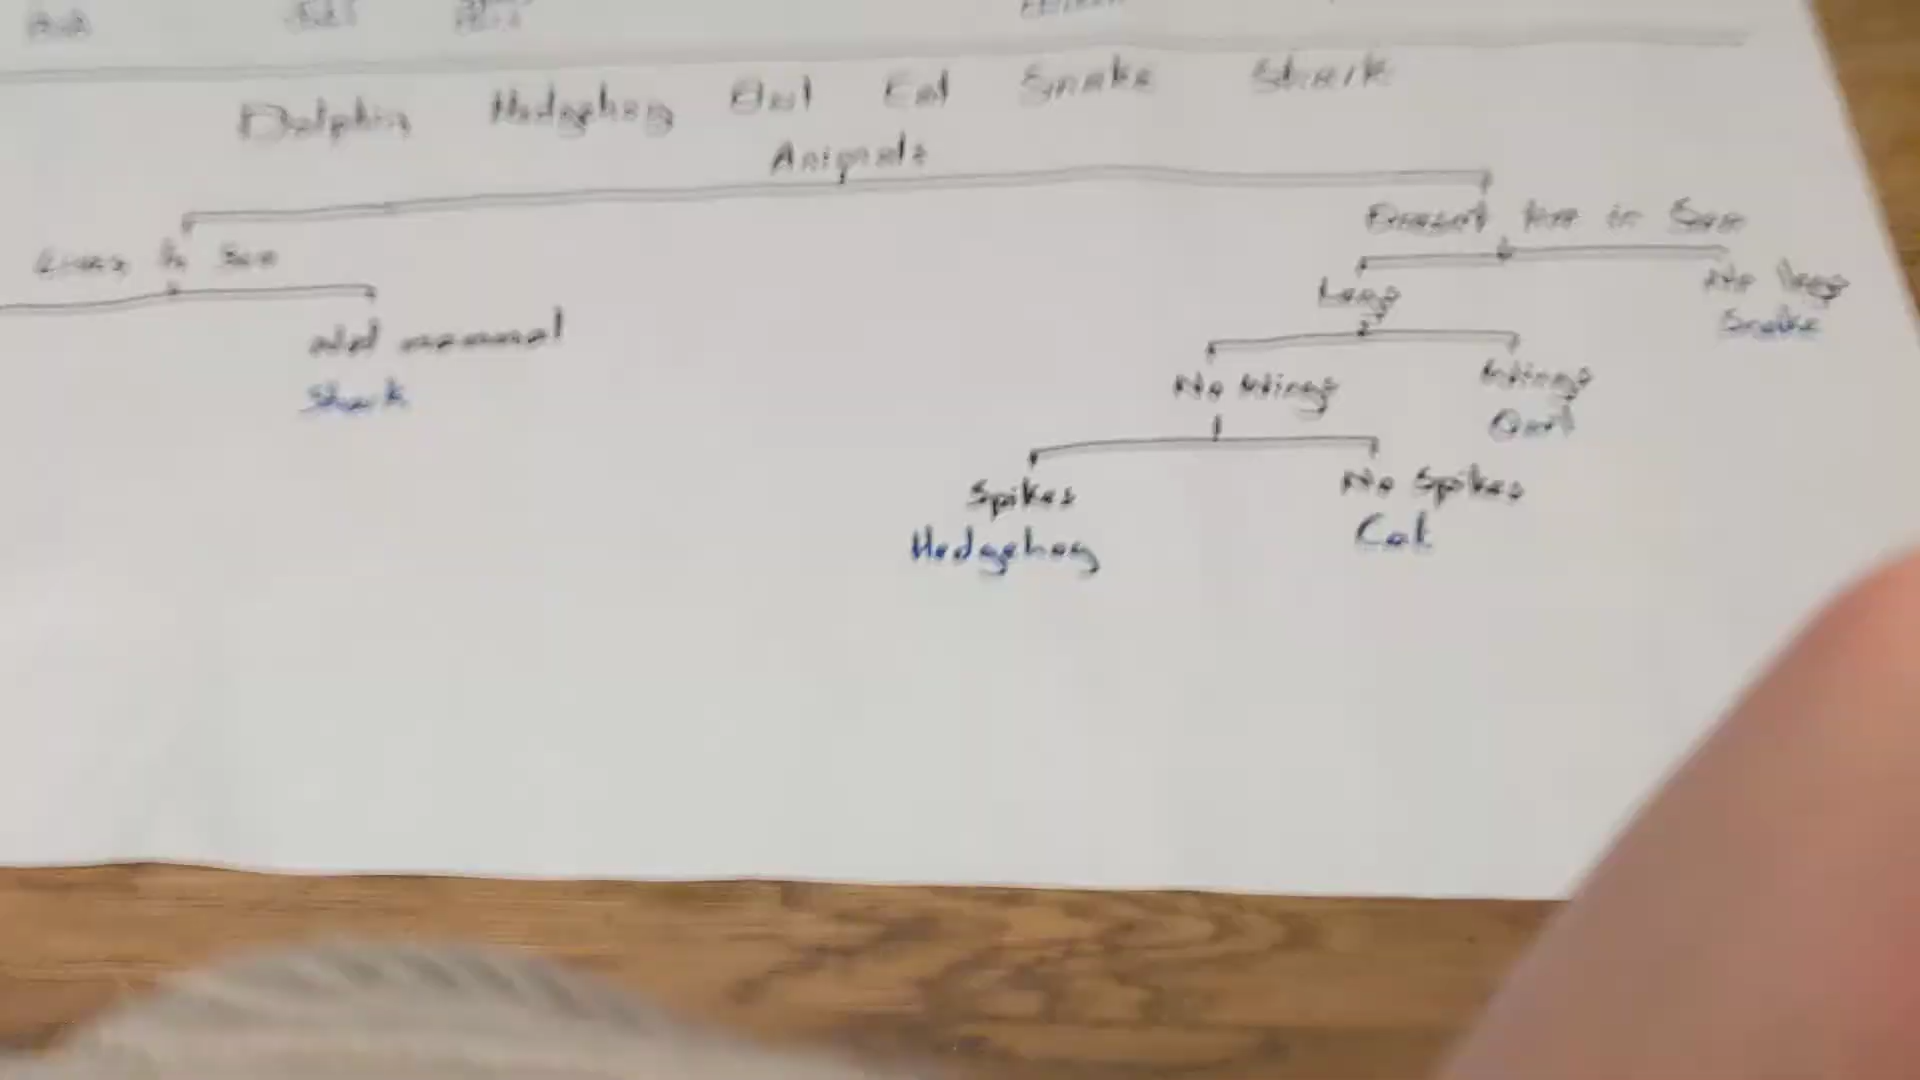 Dolphin Hedgehog Owl Cat Snake Shark
Animals
Lives in Sea
Doesn't live in Sea
Not mammal
Shark
Legs
No legs
Snake
No Wings
Wings
Owl
Spikes
Hedgehog
No Spikes
Cat